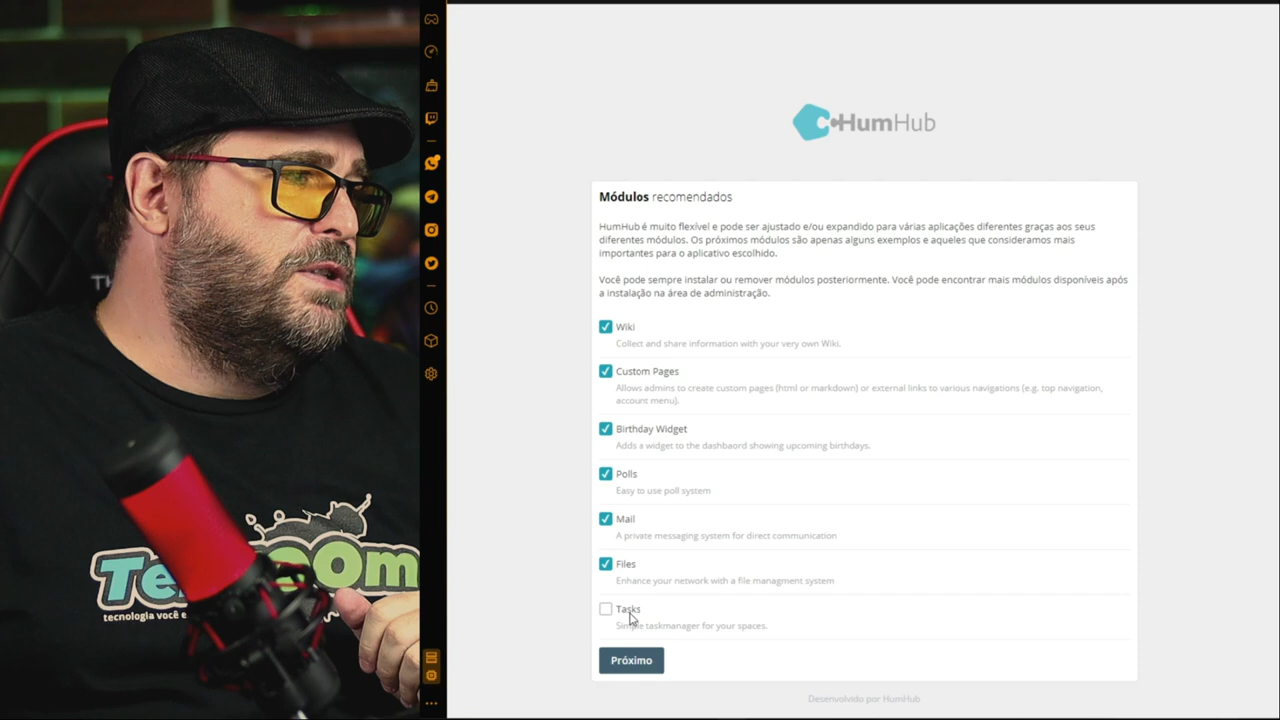 TH
Te
om
tecnologia você e
HumHub
Módulos recomendados
HumHub é muito flexível e pode ser ajustado e/ou expandido para várias aplicações diferentes graças aos seus
diferentes módulos. Os próximos módulos são apenas alguns exemplos e aqueles que consideramos mais
importantes para o aplicativo escolhido.
Você pode sempre instalar ou remover módulos posteriormente. Você pode encontrar mais módulos disponíveis após
a instalação na área de administração.
Wiki
Collect and share information with your very own Wiki.
Custom Pages
Allows admins to create custom pages (html or markdown) or external links to various navigations (e.g. top navigation,
account menu).
Birthday Widget
Adds a widget to the dashbaord showing upcoming birthdays.
Polls
Easy to use poll system
Mail
A private messaging system for direct communication
Files
Enhance your network with a file managment system
Tasks
Simple taskmanager for your spaces.
Próximo
Desenvolvido por HumHub